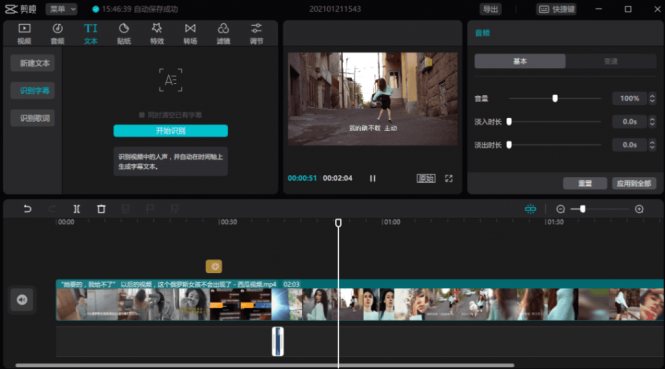 剪映 菜单 15:46:39 自动保存成功 202101211543 导出 快捷键
视频 音频 文本 贴纸 特效 转场 滤镜 调节
新建文本
识别字幕
识别歌词
同时清空已有字幕
开始识别
识别视频中的人声，并自动在时间轴上
生成字幕文本。
我的欲不取 主动
00:00:51 00:02:04 原始
音频
基本 变速
音量 100%
淡入时长 0.0s
淡出时长 0.0s
重置 应用到全部
00:00 00:30 01:00 01:30
"她要的，我给不了" 以后的视频，这个俄罗斯女孩不会出现了 - 西瓜视频.mp4 02:03